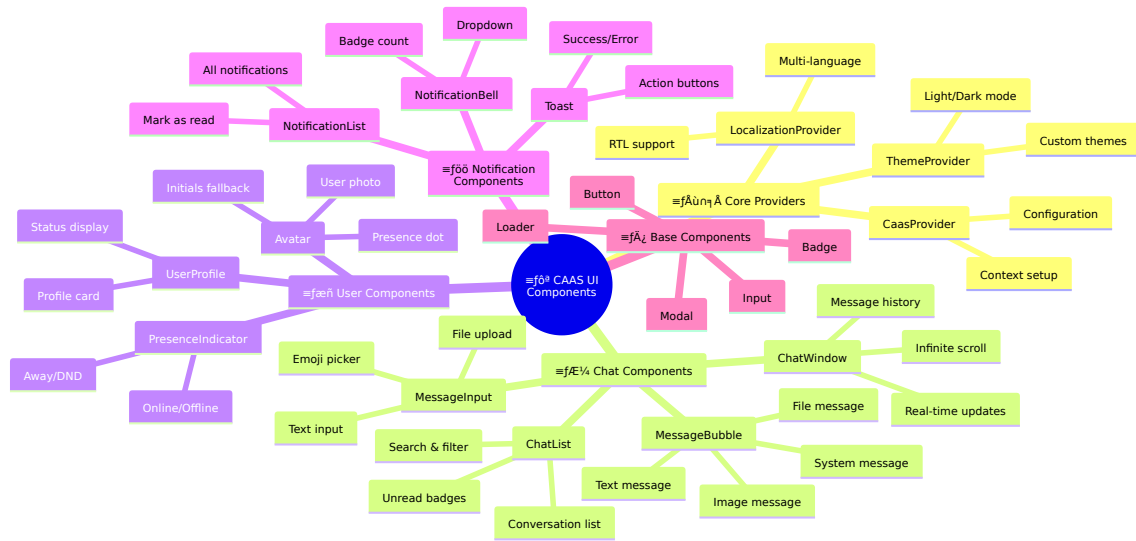 Dropdown
Badge count
Success/Error
Multi-language
All notifications
Action buttons
NotificationBell
Toast
Light/Dark mode
Mark as read
NotificationList
LocalizationProvider
Custom themes
RTL support
ThemeProvider
≡ƒöö Notification
Components
Initials fallback
User photo
Button
Core Providers
Configuration
Status display
Loader
CaasProvider
Avatar
Presence dot
Base Components
Badge
UserProfile
Context setup
Profile card
≡ƒæñ User Components
≡ƒôª CAAS UI
Components
Input
Message history
Modal
File upload
PresenceIndicator
Infinite scroll
Emoji picker
ChatWindow
≡ƒÆ¼ Chat Components
Away/DND
MessageInput
File message
Real-time updates
Online/Offline
Text input
MessageBubble
Search & filter
ChatList
System message
Text message
Unread badges
Image message
Conversation list